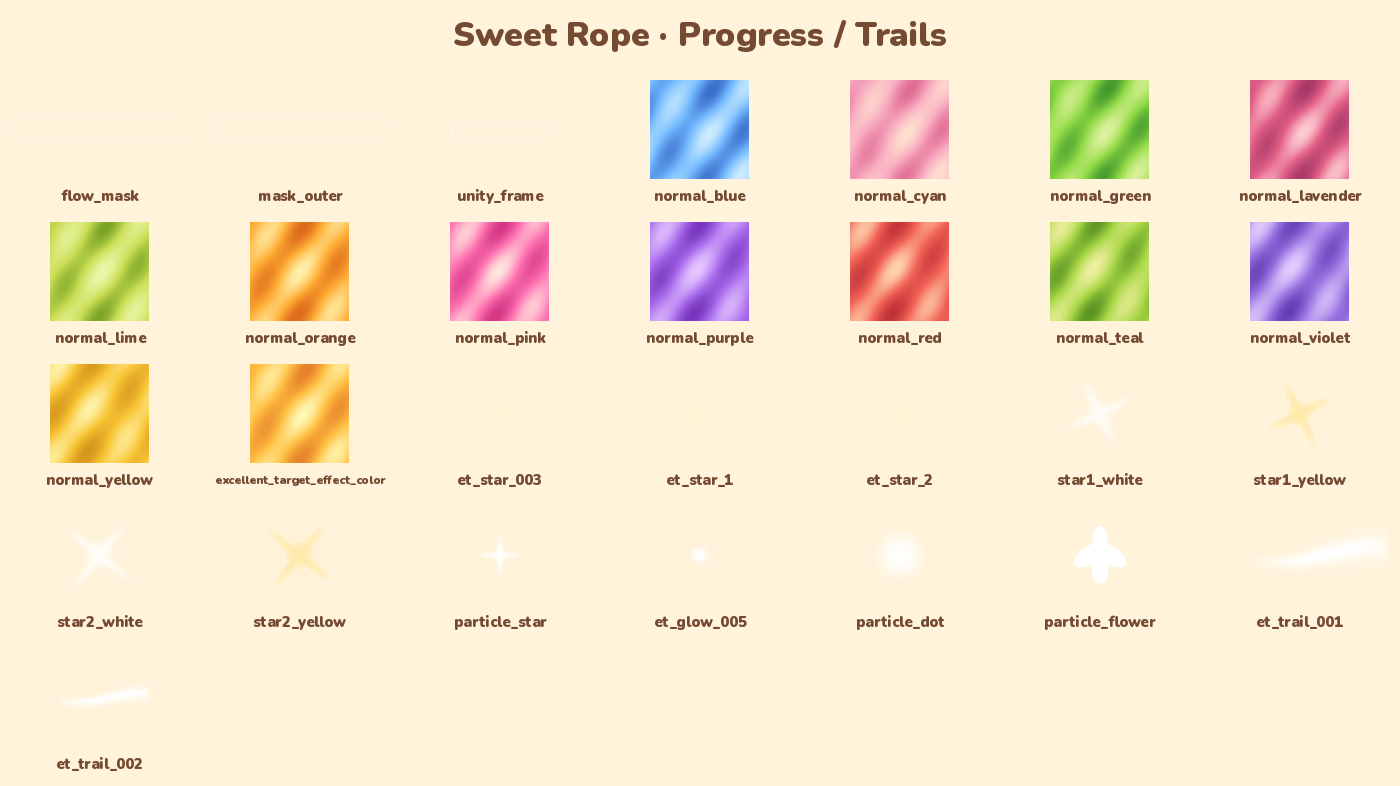 Sweet Rope · Progress / Trails
flow_mask
mask_outer
unity_frame
normal_blue
normal_cyan
normal_green
normal_lavender
normal_lime
normal_orange
normal_pink
normal_purple
normal_red
normal_teal
normal_violet
normal_yellow
excellent_target_effect_color
et_star_003
et_star_1
et_star_2
star1_white
star1_yellow
star2_white
star2_yellow
particle_star
et_glow_005
particle_dot
particle_flower
et_trail_001
et_trail_002